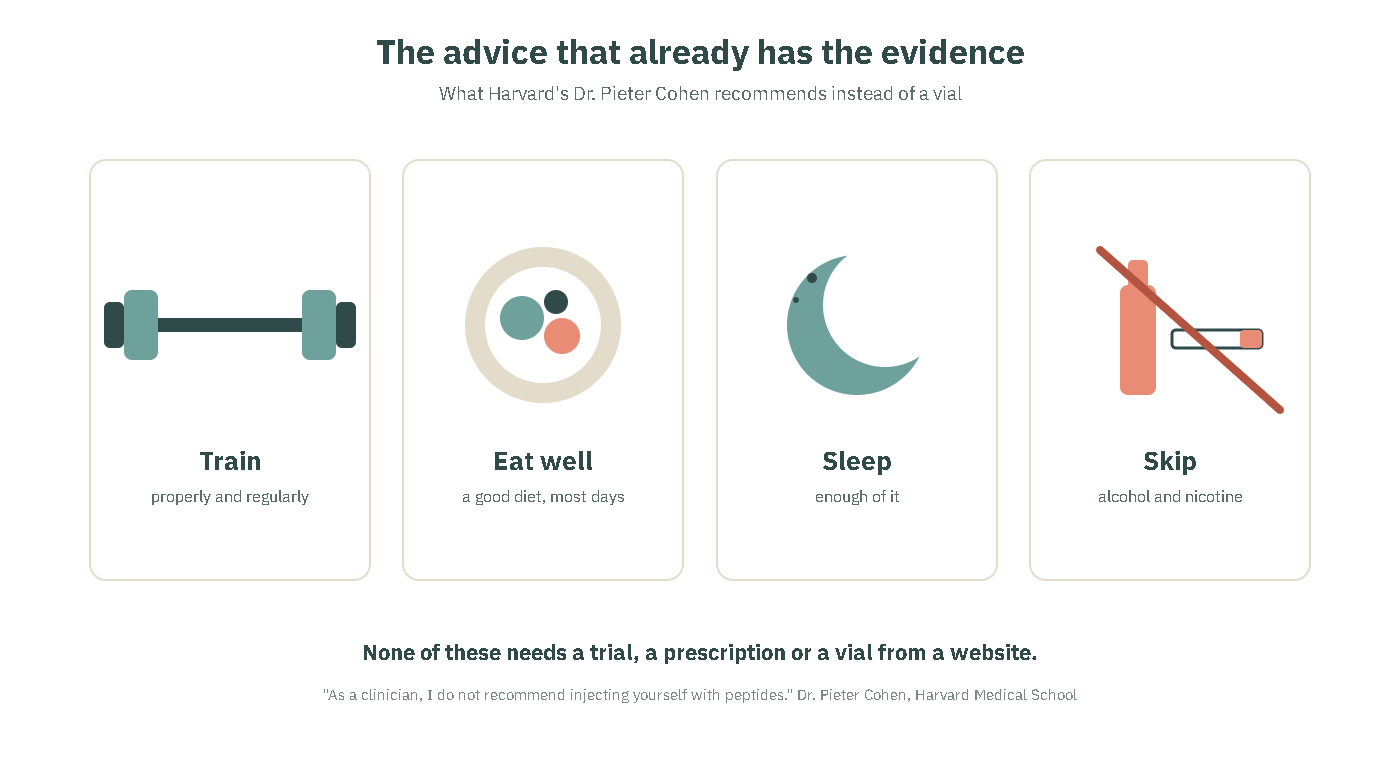 The advice that already has the evidence
What Harvard's Dr. Pieter Cohen recommends instead of a vial
Train
properly and regularly
Eat well
a good diet, most days
Sleep
enough of it
Skip
alcohol and nicotine
None of these needs a trial, a prescription or a vial from a website.
"As a clinician, I do not recommend injecting yourself with peptides." Dr. Pieter Cohen, Harvard Medical School